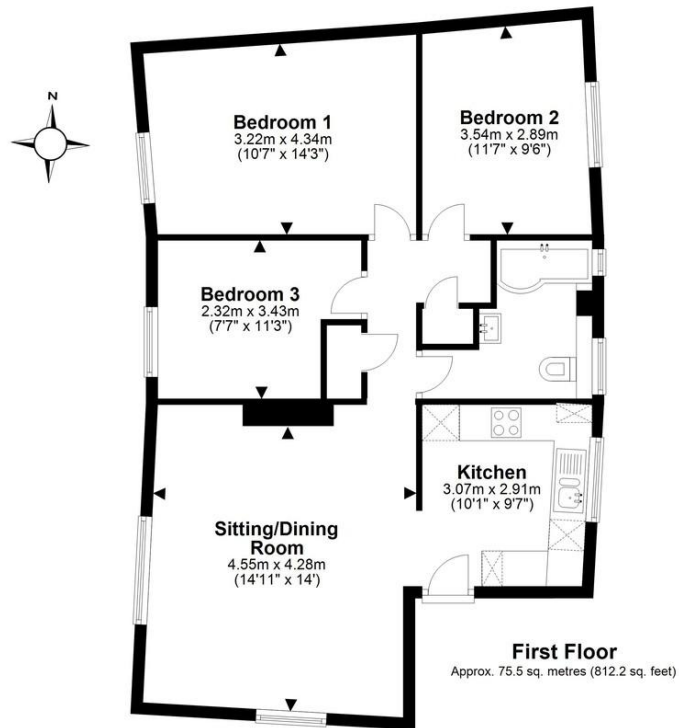 N
Bedroom 1
3.22m x 4.34m
(10'7" x 14'3")
Bedroom 2
3.54m x 2.89m
(11'7" x 9'6")
Bedroom 3
2.32m x 3.43m
(7'7" x 11'3")
Kitchen
3.07m x 2.91m
(10'1" x 9'7")
Sitting/Dining
Room
4.55m x 4.28m
(14'11" x 14')
First Floor
Approx. 75.5 sq. metres (812.2 sq. feet)